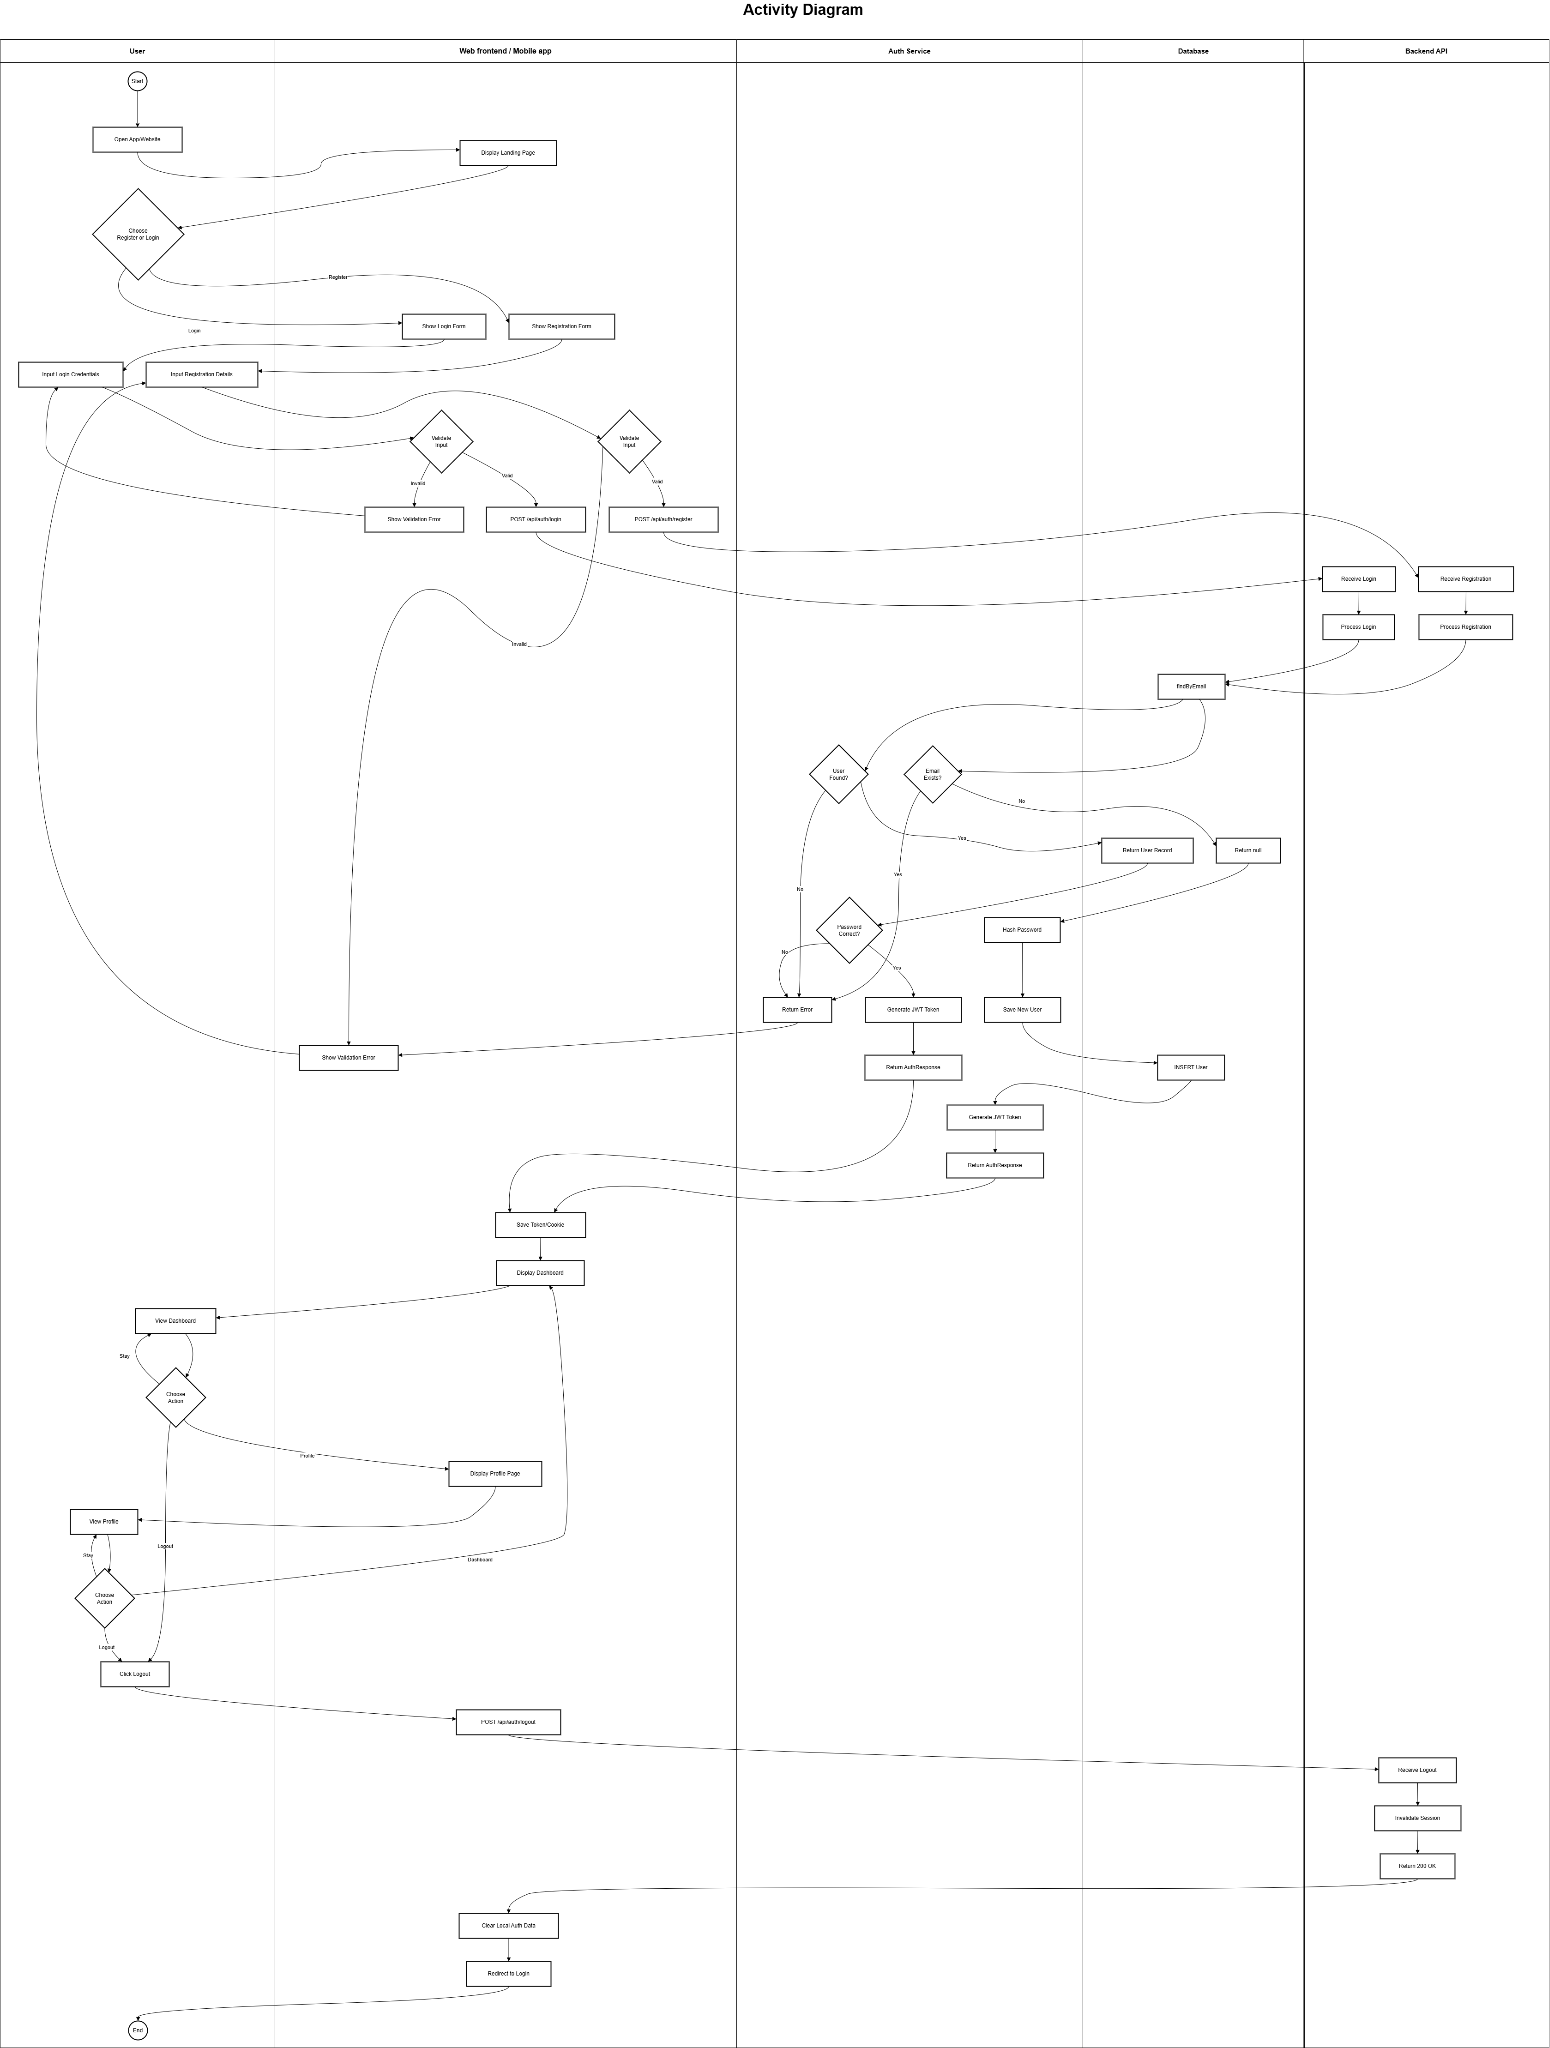 Activity Diagram
User
Web frontend / Mobile app
Auth Service
Database
Backend API
Start
Open App/Website
Display Landing Page
Choose
Register or Login
Register
Login
Show Login Form
Show Registration Form
Input Login Credentials
Input Registration Details
Validate
Input
Validate
Input
Invalid
Valid
Valid
Show Validation Error
POST /api/auth/login
POST /api/auth/register
Receive Login
Receive Registration
Process Login
Process Registration
Invalid
findByEmail
User
Found?
Email
Exists?
No
Yes
Return User Record
Return null
Yes
No
Password
Correct?
Hash Password
No
Yes
Return Error
Generate JWT Token
Save New User
Show Validation Error
Return AuthResponse
INSERT User
Generate JWT Token
Return AuthResponse
Save Token/Cookie
Display Dashboard
View Dashboard
Stay
Choose
Action
Profile
Display Profile Page
View Profile
Logout
Stay
Dashboard
Choose
Action
Logout
Click Logout
POST /api/auth/logout
Receive Logout
Invalidate Session
Return 200 OK
Clear Local Auth Data
Redirect to Login
End